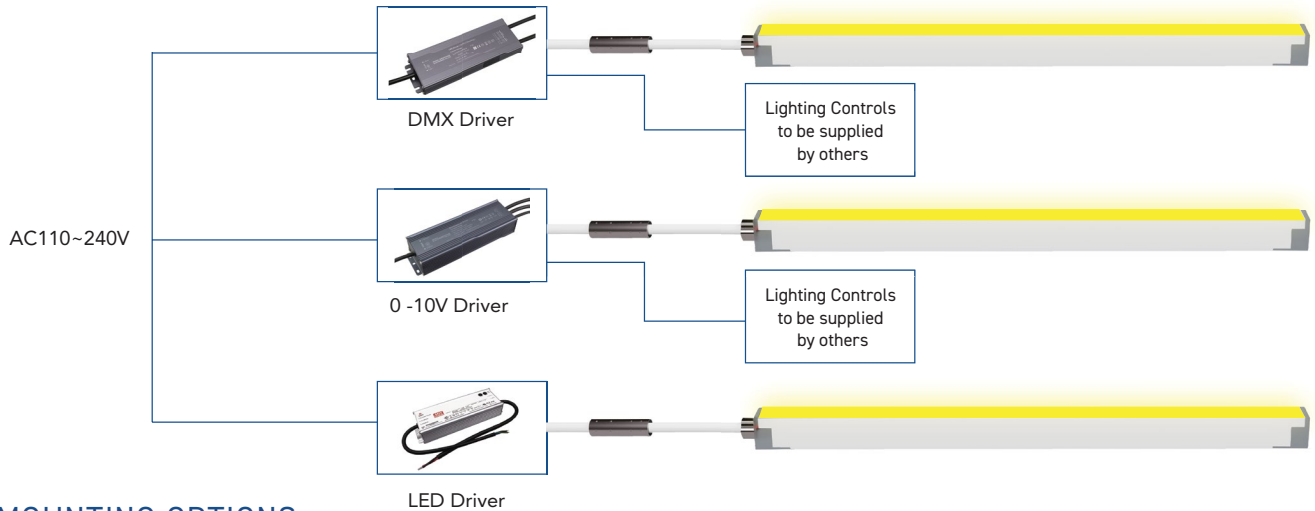 DMX Driver
Lighting Controls
to be supplied
by others
AC110~240V
0 -10V Driver
Lighting Controls
to be supplied
by others
LED Driver